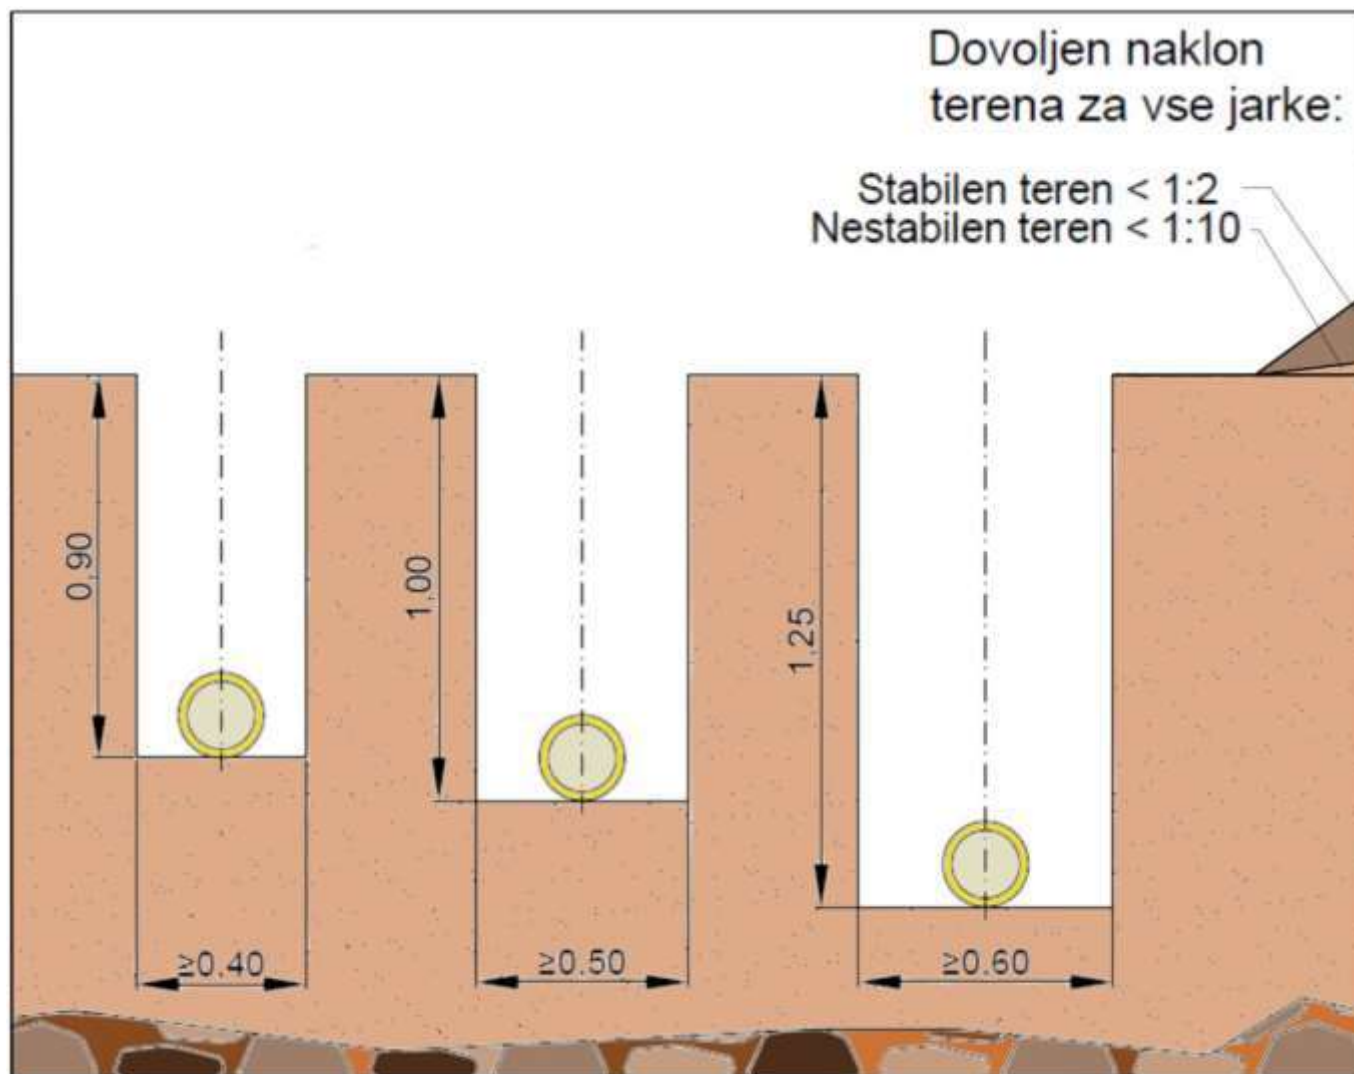 Dovoljen naklon
terena za vse jarke:
Stabilen teren < 1:2
Nestabilen teren < 1:10
0,90
1,00
1,25
≥0.40
≥0.50
≥0.60